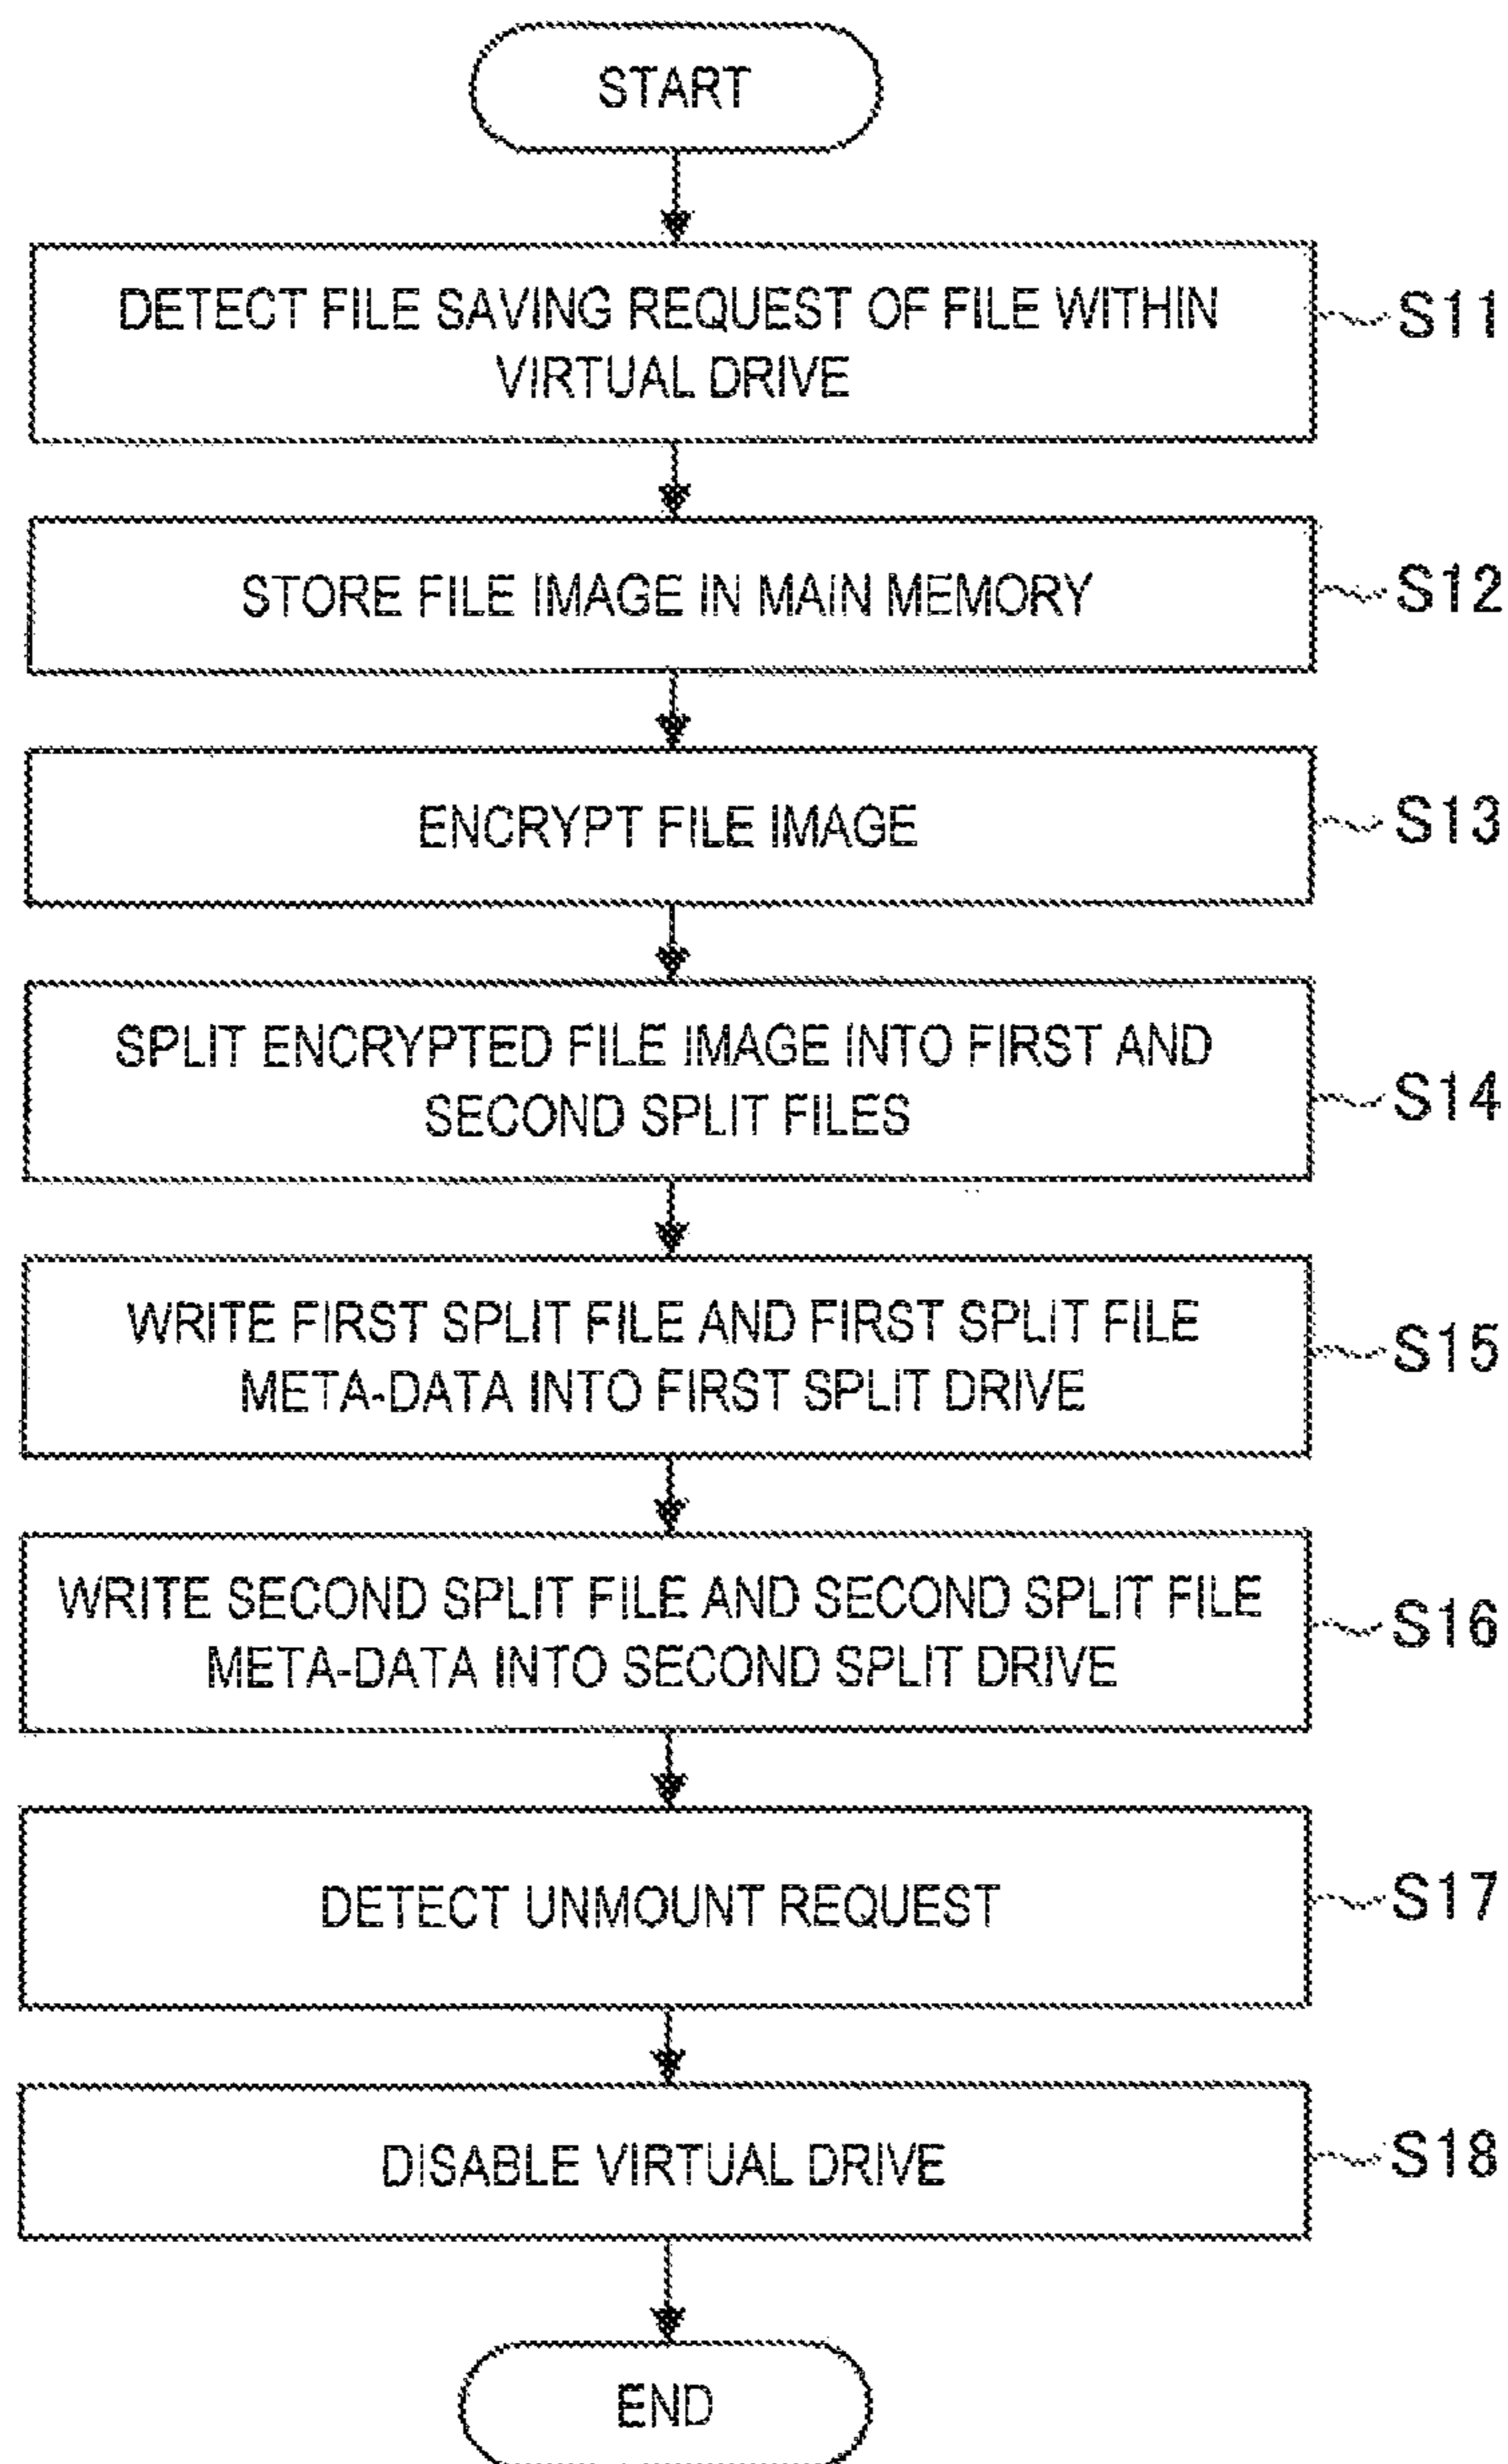 START
DETECT FILE SAVING REQUEST OF FILE WITHIN
VIRTUAL DRIVE
S11
STORE FILE IMAGE IN MAIN MEMORY
S12
ENCRYPT FILE IMAGE
S13
SPLIT ENCRYPTED FILE IMAGE INTO FIRST AND
SECOND SPLIT FILES
S14
WRITE FIRST SPLIT FILE AND FIRST SPLIT FILE
META-DATA INTO FIRST SPLIT DRIVE
S15
WRITE SECOND SPLIT FILE AND SECOND SPLIT FILE
META-DATA INTO SECOND SPLIT DRIVE
S16
DETECT UNMOUNT REQUEST
S17
DISABLE VIRTUAL DRIVE
S18
END